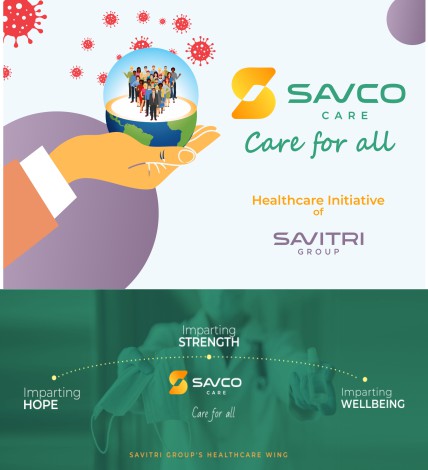 SAVCO
CARE
Care for all
Healthcare Initiative
of
SAVITRI
GROUP
Imparting
STRENGTH
Imparting
HOPE
SAVCO
CARE
Care for all
Imparting
WELLBEING
SAVITRI GROUP'S HEALTHCARE WING